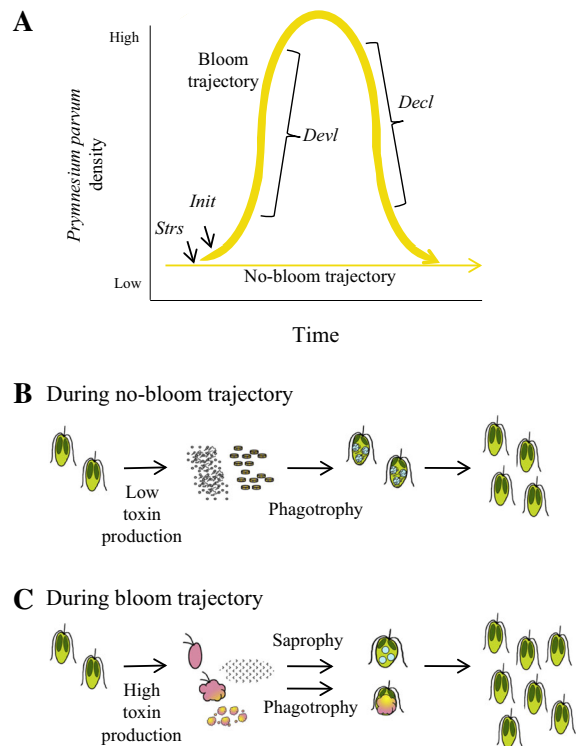 A
High
Bloom
trajectory
Decl
Devl
Prymnesium parvum
density
Init
Strs
No-bloom trajectory
Low
Time
B During no-bloom trajectory
Low
toxin
production
Phagotrophy
C During bloom trajectory
Saprophy
High
toxin
production
Phagotrophy